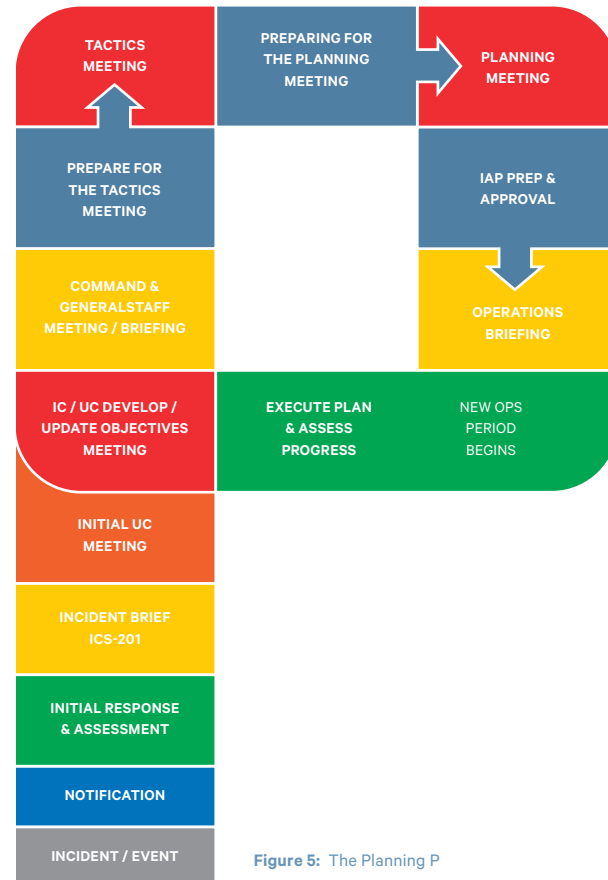 TACTICS
MEETING
PREPARING FOR
THE PLANNING
MEETING
PLANNING
MEETING
PREPARE FOR
THE TACTICS
MEETING
IAP PREP &
APPROVAL
COMMAND &
GENERALSTAFF
MEETING / BRIEFING
OPERATIONS
BRIEFING
IC / UC DEVELOP /
UPDATE OBJECTIVES
MEETING
EXECUTE PLAN
& ASSESS
PROGRESS
NEW OPS
PERIOD
BEGINS
INITIAL UC
MEETING
INCIDENT BRIEF
ICS-201
INITIAL RESPONSE
& ASSESSMENT
NOTIFICATION
INCIDENT / EVENT
Figure 5: The Planning P